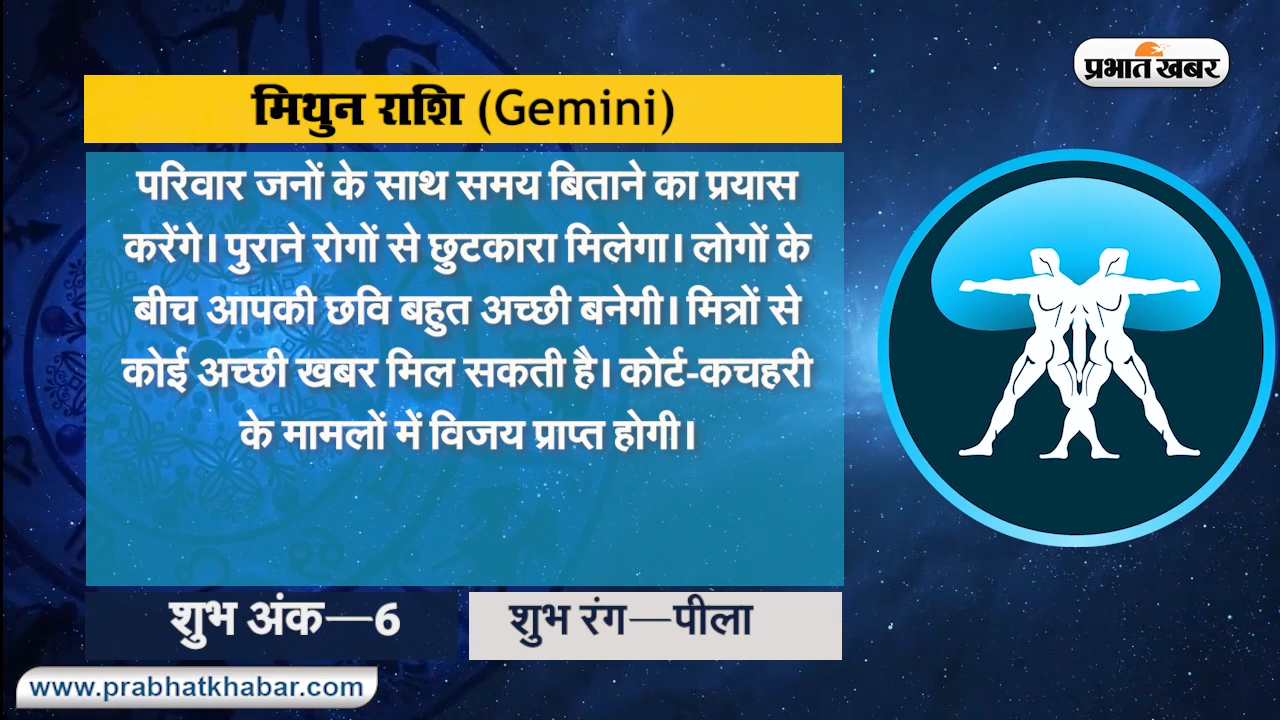 प्रभात खबर
मिथुन राशि (Gemini)
परिवार जनों के साथ समय बिताने का प्रयास
करेंगे। पुराने रोगों से छुटकारा मिलेगा। लोगों के
बीच आपकी छवि बहुत अच्छी बनेगी। मित्रों से
कोई अच्छी खबर मिल सकती है। कोर्ट-कचहरी
के मामलों में विजय प्राप्त होगी।
शुभ अंक—6
शुभ रंग—पीला
www.prabhatkhabar.com